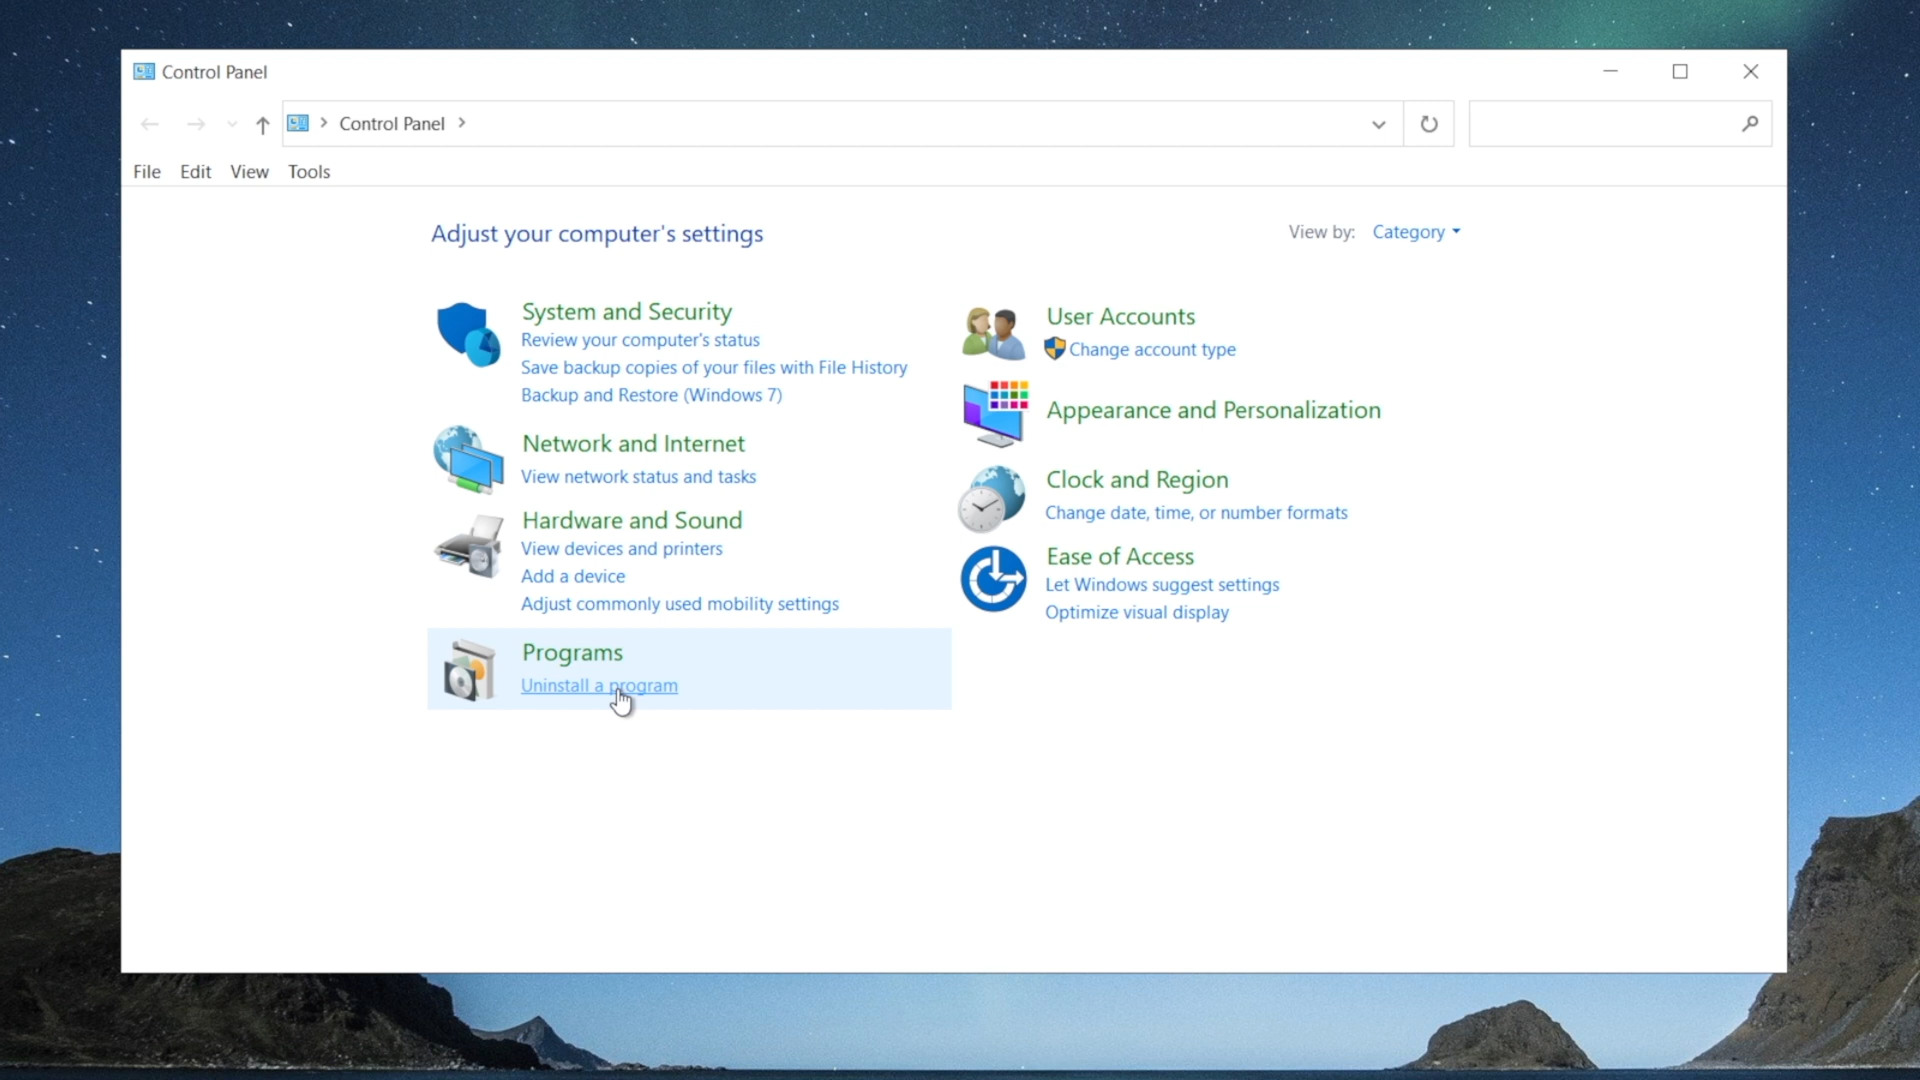 Control Panel
Control Panel
File Edit View Tools
Adjust your computer's settings
View by: Category
System and Security
Review your computer's status
Save backup copies of your files with File History
Backup and Restore (Windows 7)
Network and Internet
View network status and tasks
Hardware and Sound
View devices and printers
Add a device
Adjust commonly used mobility settings
Programs
Uninstall a program
User Accounts
Change account type
Appearance and Personalization
Clock and Region
Change date, time, or number formats
Ease of Access
Let Windows suggest settings
Optimize visual display